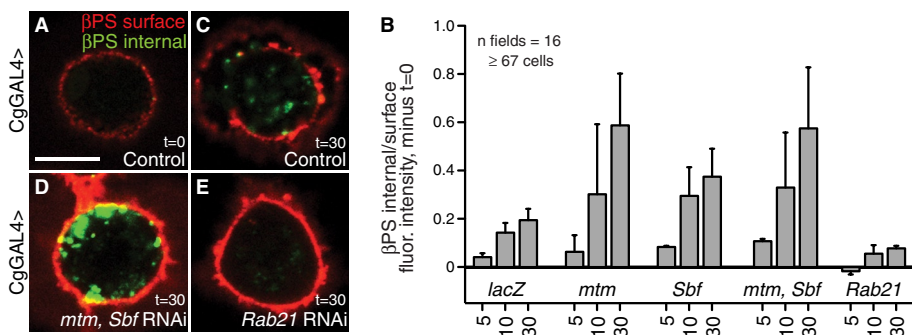 A
βPS surface
βPS internal
t=0
Control
C
t=30
Control
CgGAL4>
D
t=30
mtm, Sbf RNAi
E
t=30
Rab21 RNAi
CgGAL4>
B
n fields = 16
≥ 67 cells
βPS internal/surface
fluor. intensity, minus t=0
1.0
0.8
0.6
0.4
0.2
0
lacZ mtm Sbf mtm, Sbf Rab21
5 10 30 5 10 30 5 10 30 5 10 30 5 10 30